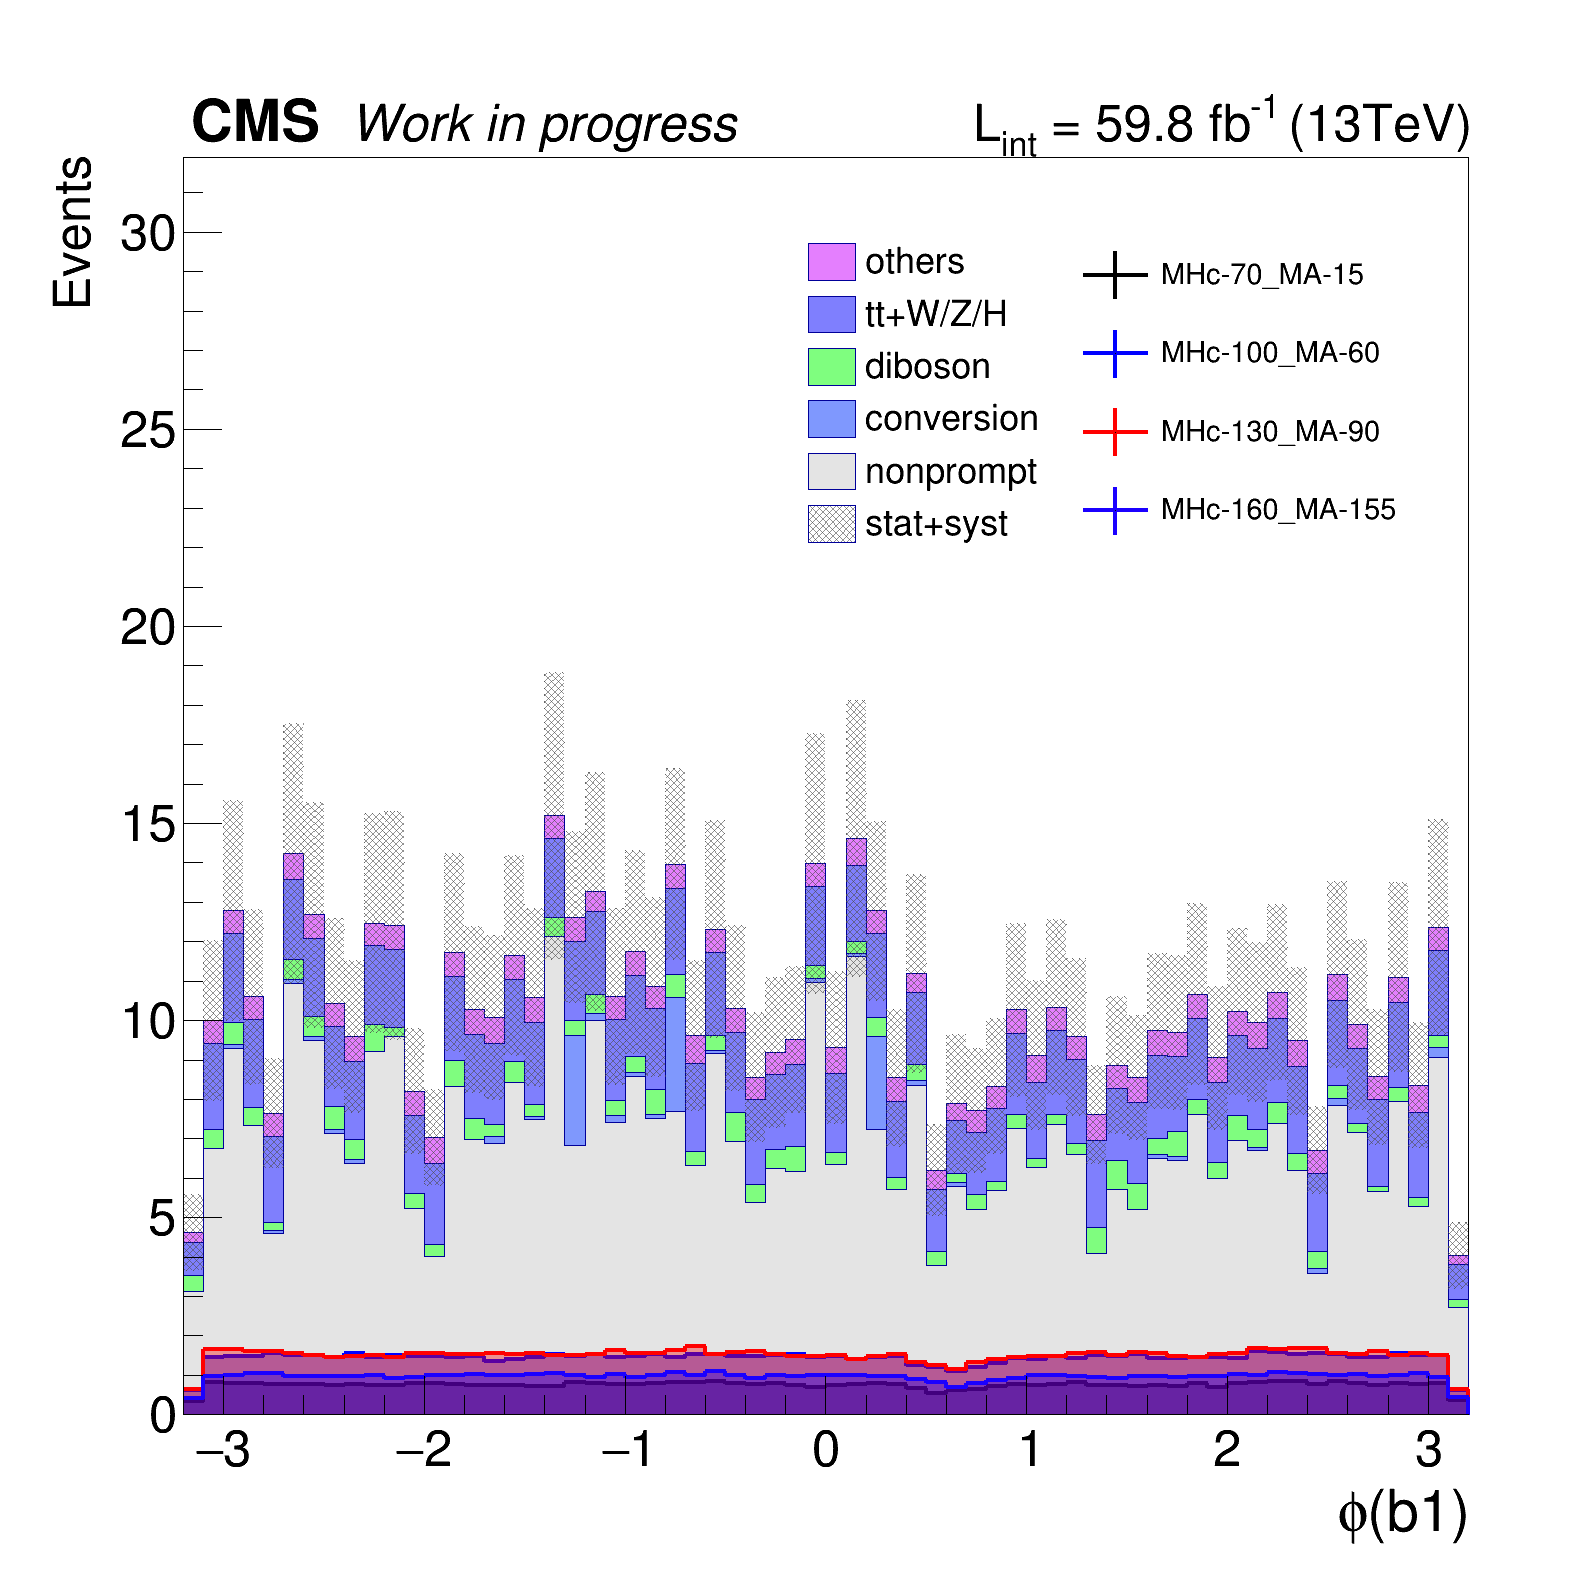 CMS Work in progress
L_int = 59.8 fb^-1 (13TeV)
Events
30
25
20
15
10
5
0
others
tt+W/Z/H
diboson
conversion
nonprompt
stat+syst
MHc-70_MA-15
MHc-100_MA-60
MHc-130_MA-90
MHc-160_MA-155
−3 −2 −1 0 1 2 3
ϕ(b1)